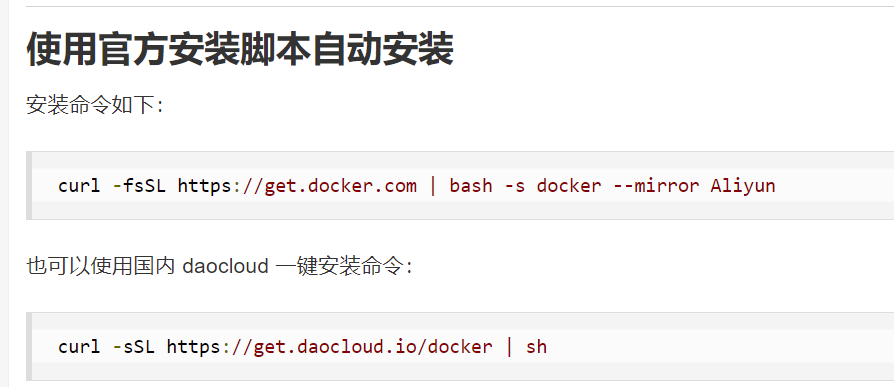 使用官方安装脚本自动安装
安装命令如下：
curl -fsSL https://get.docker.com | bash -s docker --mirror Aliyun
也可以使用国内 daocloud 一键安装命令：
curl -sSL https://get.daocloud.io/docker | sh